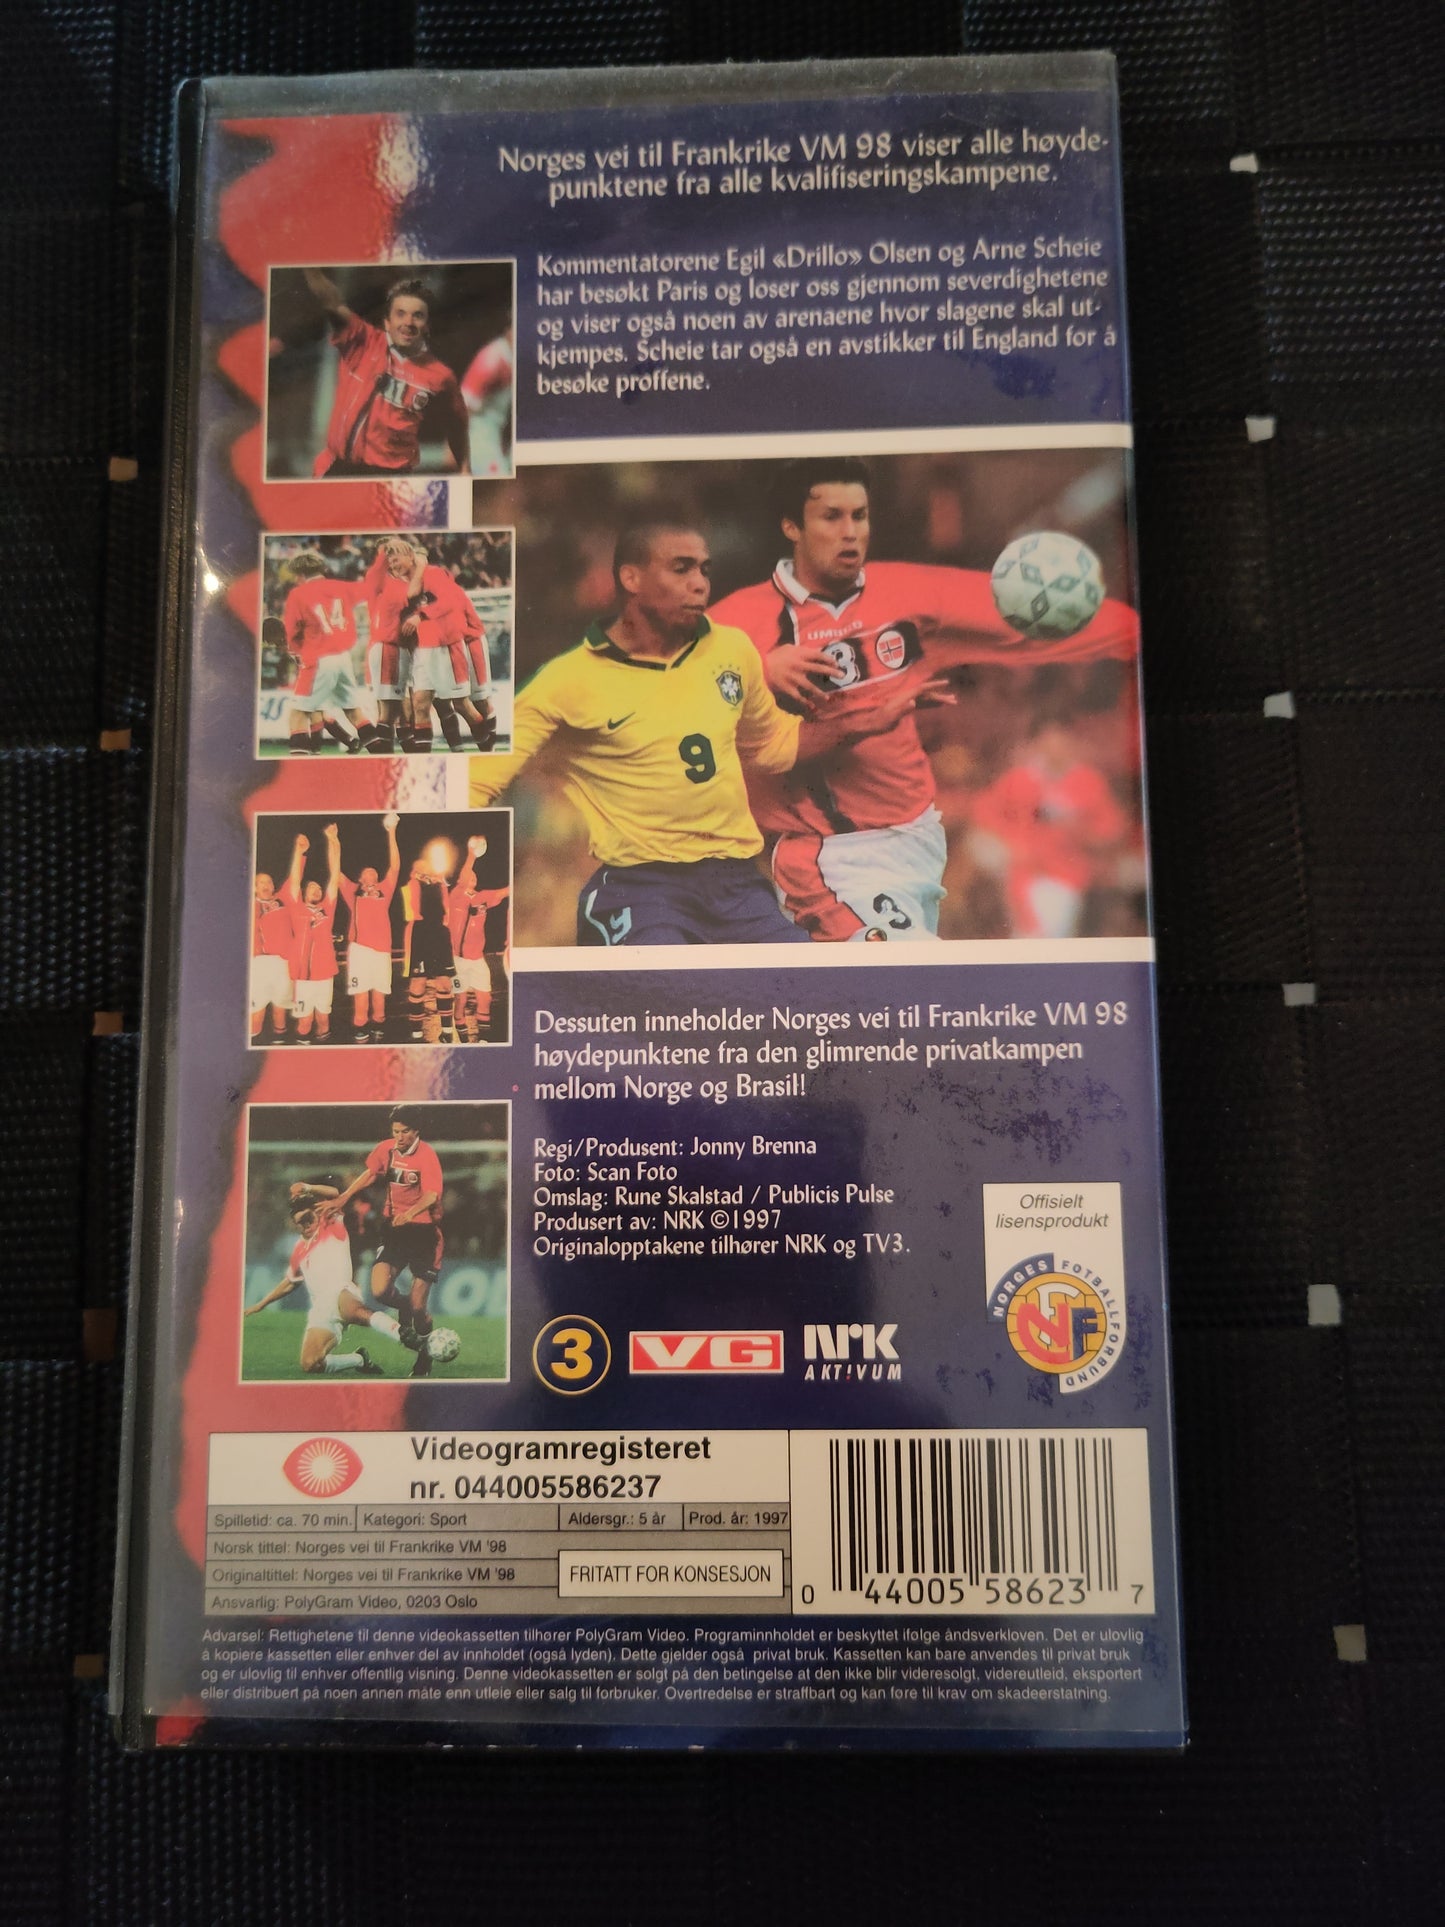 Norges vei til Frankrike VM 98 viser alle høyde-
punktene fra alle kvalifiseringskampene.
Kommentatorene Egil «Drillo» Olsen og Arne Scheie
har besøkt Paris og loser oss gjennom severdighetene
og viser også noen av arenaene hvor slagene skal ut-
kjempes. Scheie tar også en avstikker til England for å
besøke proffene.
11
14
UMBRO
3
9
9
3
7
Dessuten inneholder Norges vei til Frankrike VM 98
høydepunktene fra den glimrende privatkampen
mellom Norge og Brasil!
Regi/Produsent: Jonny Brenna
Foto: Scan Foto
Omslag: Rune Skalstad / Publicis Pulse
Produsert av: NRK ©1997
Originalopptakene tilhører NRK og TV3.
Offisielt
lisensprodukt
NORGES FOTBALLFORBUND
NFF
3
VG
NRK
AKTIVUM
Videogramregisteret
nr. 044005586237
Spilletid: ca. 70 min. Kategori: Sport Aldersgr.: 5 år Prod. år: 1997
Norsk tittel: Norges vei til Frankrike VM '98
Originaltittel: Norges vei til Frankrike VM '98
FRITATT FOR KONSESJON
Ansvarlig: PolyGram Video, 0203 Oslo
0 44005 58623 7
Advarsel: Rettighetene til denne videokassetten tilhører PolyGram Video. Programinnholdet er beskyttet ifølge åndsverkloven. Det er ulovlig
å kopiere kassetten eller enhver del av innholdet (også lyden). Dette gjelder også privat bruk. Kassetten kan bare anvendes til privat bruk
og er ulovlig til enhver offentlig visning. Denne videokassetten er solgt på den betingelse at den ikke blir videresolgt, videreutleid, eksportert
eller distribuert på noen annen måte enn utleie eller salg til forbruker. Overtredelse er straffbart og kan føre til krav om skadeerstatning.